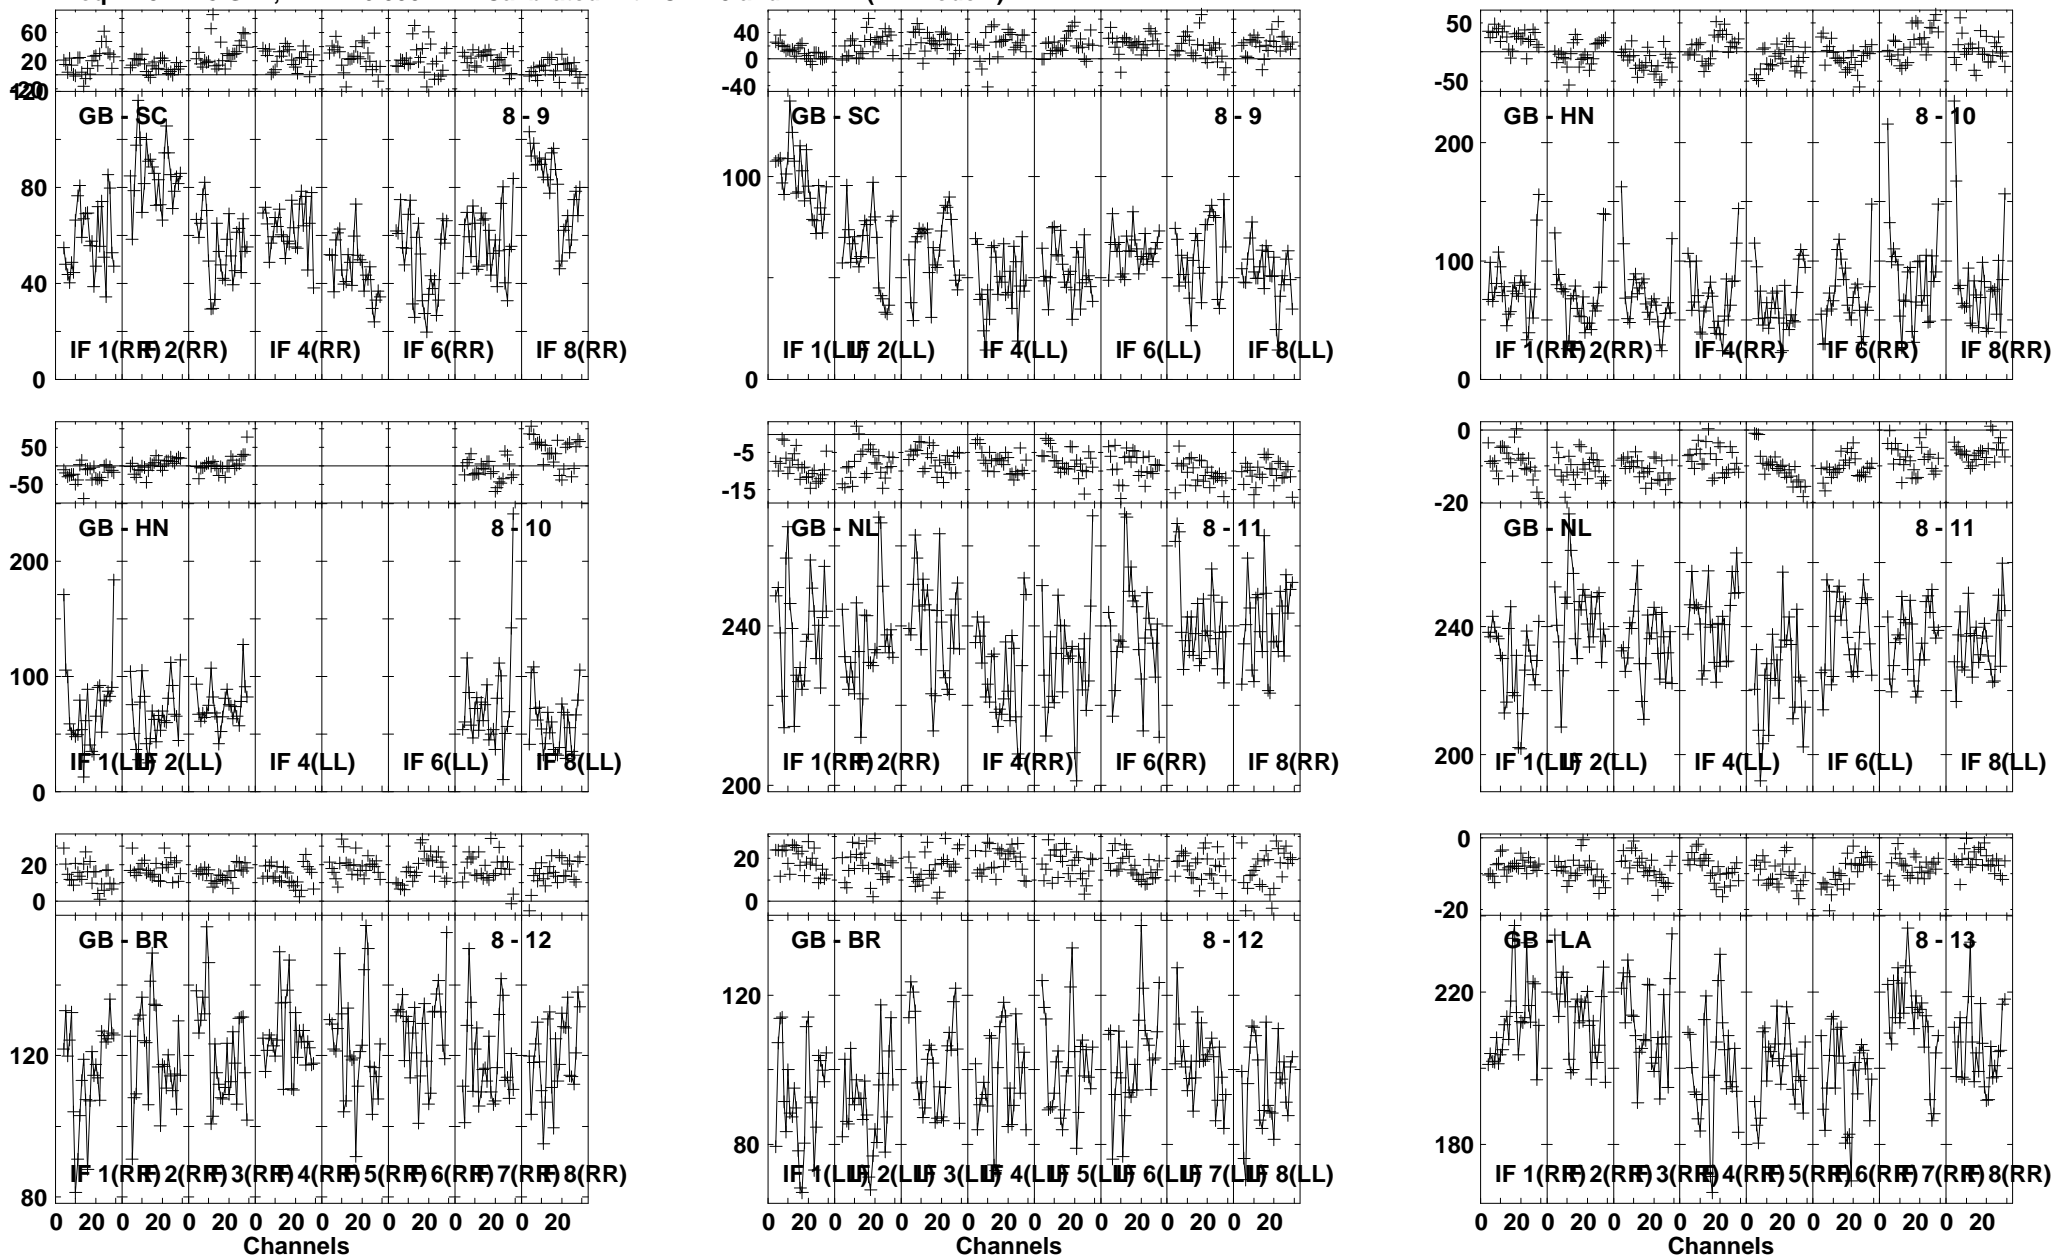 60
20
-20
120
GB - SC 8 - 9
80
40
IF 1(RR) IF 2(RR) IF 4(RR) IF 6(RR) IF 8(RR)
0
40
0
-40
GB - SC 8 - 9
100
IF 1(LL) IF 2(LL) IF 4(LL) IF 6(LL) IF 8(LL)
0
50
-50
GB - HN 8 - 10
200
100
IF 1(RR) IF 2(RR) IF 4(RR) IF 6(RR) IF 8(RR)
0
50
-50
GB - HN 8 - 10
200
100
IF 1(LL) IF 2(LL) IF 4(LL) IF 6(LL) IF 8(LL)
0
-5
-15
GB - NL 8 - 11
240
IF 1(RR) IF 2(RR) IF 4(RR) IF 6(RR) IF 8(RR)
200
0
-20
GB - NL 8 - 11
240
200
IF 1(LL) IF 2(LL) IF 4(LL) IF 6(LL) IF 8(LL)
20
0
GB - BR 8 - 12
120
IF 1(RR) IF 2(RR) IF 3(RR) IF 4(RR) IF 5(RR) IF 6(RR) IF 7(RR) IF 8(RR)
80
0 20 0 20 0 20 0 20 0 20 0 20 0 20 0 20
Channels
20
0
GB - BR 8 - 12
120
80
IF 1(LL) IF 2(LL) IF 3(LL) IF 4(LL) IF 5(LL) IF 6(LL) IF 7(LL) IF 8(LL)
0 20 0 20 0 20 0 20 0 20 0 20 0 20 0 20
Channels
0
-20
GB - LA 8 - 13
220
180
IF 1(RR) IF 2(RR) IF 3(RR) IF 4(RR) IF 5(RR) IF 6(RR) IF 7(RR) IF 8(RR)
0 20 0 20 0 20 0 20 0 20 0 20 0 20 0 20
Channels